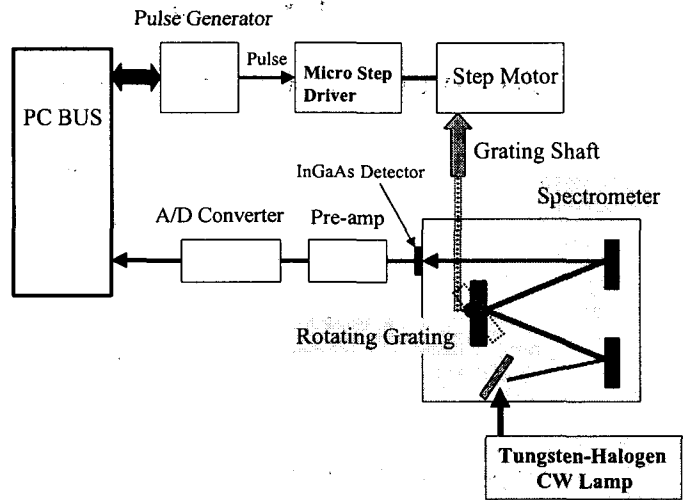 Pulse Generator
Pulse
Micro Step
Driver
Step Motor
PC BUS
Grating Shaft
InGaAs Detector
Spectrometer
A/D Converter
Pre-amp
Rotating Grating
Tungsten-Halogen
CW Lamp